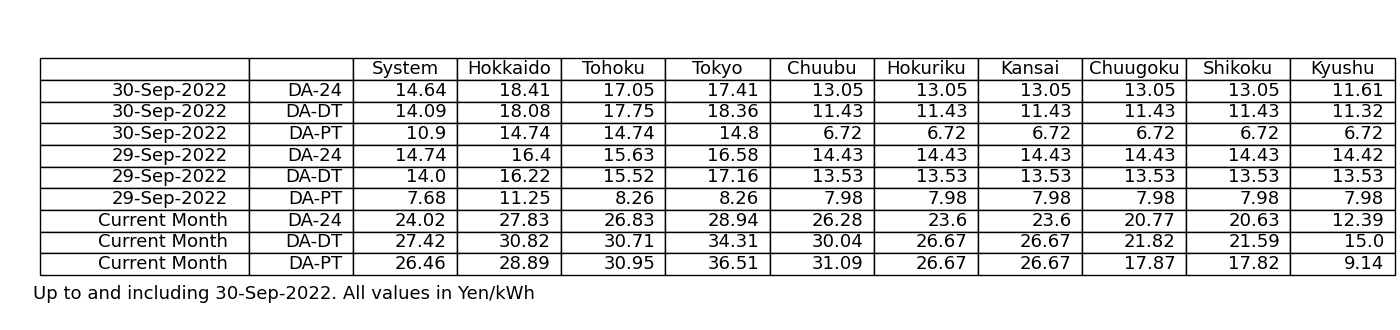 System Hokkaido Tohoku Tokyo Chuubu Hokuriku Kansai Chuugoku Shikoku Kyushu
30-Sep-2022 DA-24 14.64 18.41 17.05 17.41 13.05 13.05 13.05 13.05 13.05 11.61
30-Sep-2022 DA-DT 14.09 18.08 17.75 18.36 11.43 11.43 11.43 11.43 11.43 11.32
30-Sep-2022 DA-PT 10.9 14.74 14.74 14.8 6.72 6.72 6.72 6.72 6.72 6.72
29-Sep-2022 DA-24 14.74 16.4 15.63 16.58 14.43 14.43 14.43 14.43 14.43 14.42
29-Sep-2022 DA-DT 14.0 16.22 15.52 17.16 13.53 13.53 13.53 13.53 13.53 13.53
29-Sep-2022 DA-PT 7.68 11.25 8.26 8.26 7.98 7.98 7.98 7.98 7.98 7.98
Current Month DA-24 24.02 27.83 26.83 28.94 26.28 23.6 23.6 20.77 20.63 12.39
Current Month DA-DT 27.42 30.82 30.71 34.31 30.04 26.67 26.67 21.82 21.59 15.0
Current Month DA-PT 26.46 28.89 30.95 36.51 31.09 26.67 26.67 17.87 17.82 9.14
Up to and including 30-Sep-2022. All values in Yen/kWh